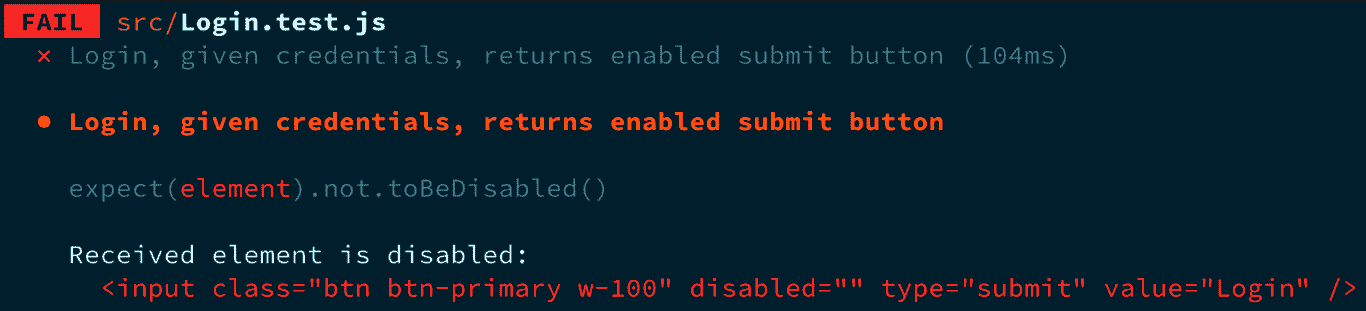 FAIL src/Login.test.js
✕ Login, given credentials, returns enabled submit button (104ms)
● Login, given credentials, returns enabled submit button
expect(element).not.toBeDisabled()
Received element is disabled:
<input class="btn btn-primary w-100" disabled="" type="submit" value="Login" />